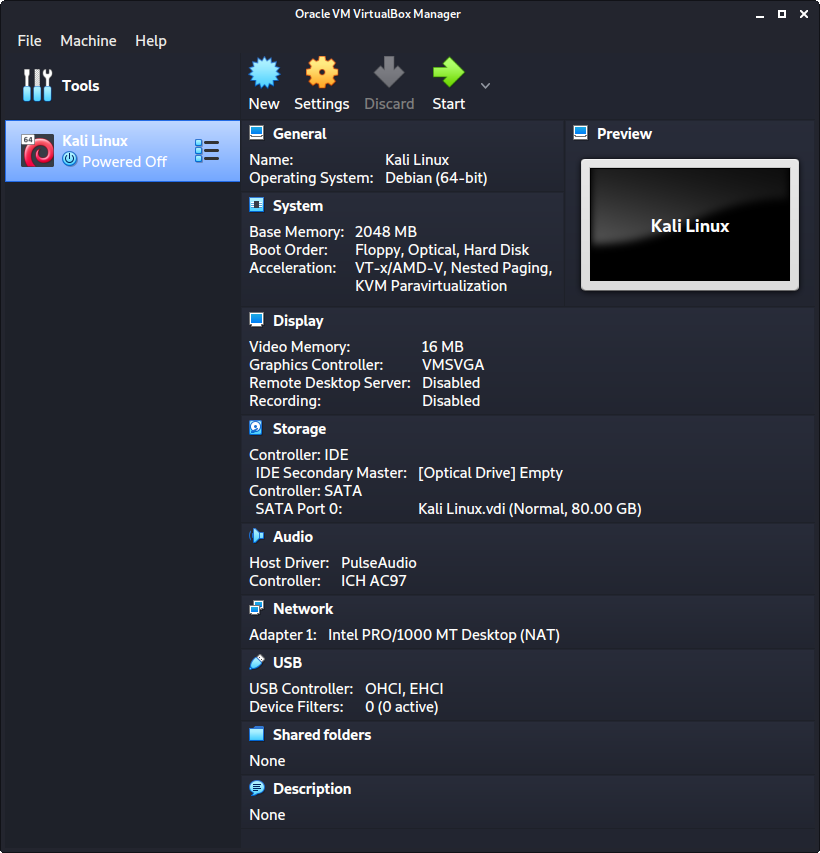 Oracle VM VirtualBox Manager
File Machine Help
Tools
New Settings Discard Start
64
Kali Linux
Powered Off
General
Name: Kali Linux
Operating System: Debian (64-bit)
Preview
Kali Linux
System
Base Memory: 2048 MB
Boot Order: Floppy, Optical, Hard Disk
Acceleration: VT-x/AMD-V, Nested Paging,
KVM Paravirtualization
Display
Video Memory: 16 MB
Graphics Controller: VMSVGA
Remote Desktop Server: Disabled
Recording: Disabled
Storage
Controller: IDE
IDE Secondary Master: [Optical Drive] Empty
Controller: SATA
SATA Port 0: Kali Linux.vdi (Normal, 80.00 GB)
Audio
Host Driver: PulseAudio
Controller: ICH AC97
Network
Adapter 1: Intel PRO/1000 MT Desktop (NAT)
USB
USB Controller: OHCI, EHCI
Device Filters: 0 (0 active)
Shared folders
None
Description
None